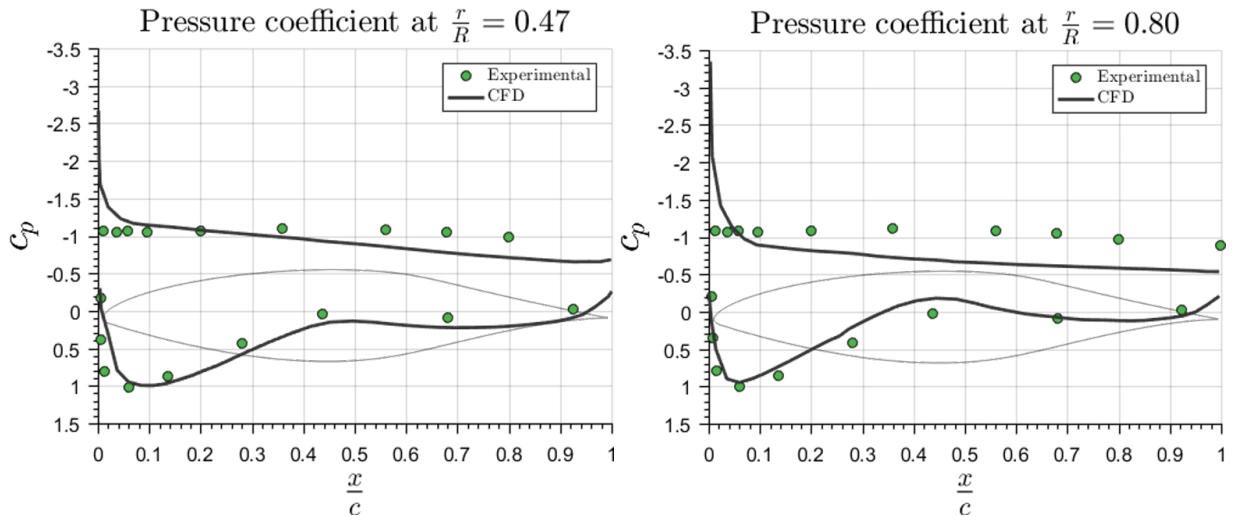 Pressure coefficient at r/R = 0.47
-3.5
-3
-2.5
-2
-1.5
-1
-0.5
0
0.5
1
1.5
c_p
Experimental
CFD
0 0.1 0.2 0.3 0.4 0.5 0.6 0.7 0.8 0.9 1
x/c
Pressure coefficient at r/R = 0.80
-3.5
-3
-2.5
-2
-1.5
-1
-0.5
0
0.5
1
1.5
c_p
Experimental
CFD
0 0.1 0.2 0.3 0.4 0.5 0.6 0.7 0.8 0.9 1
x/c